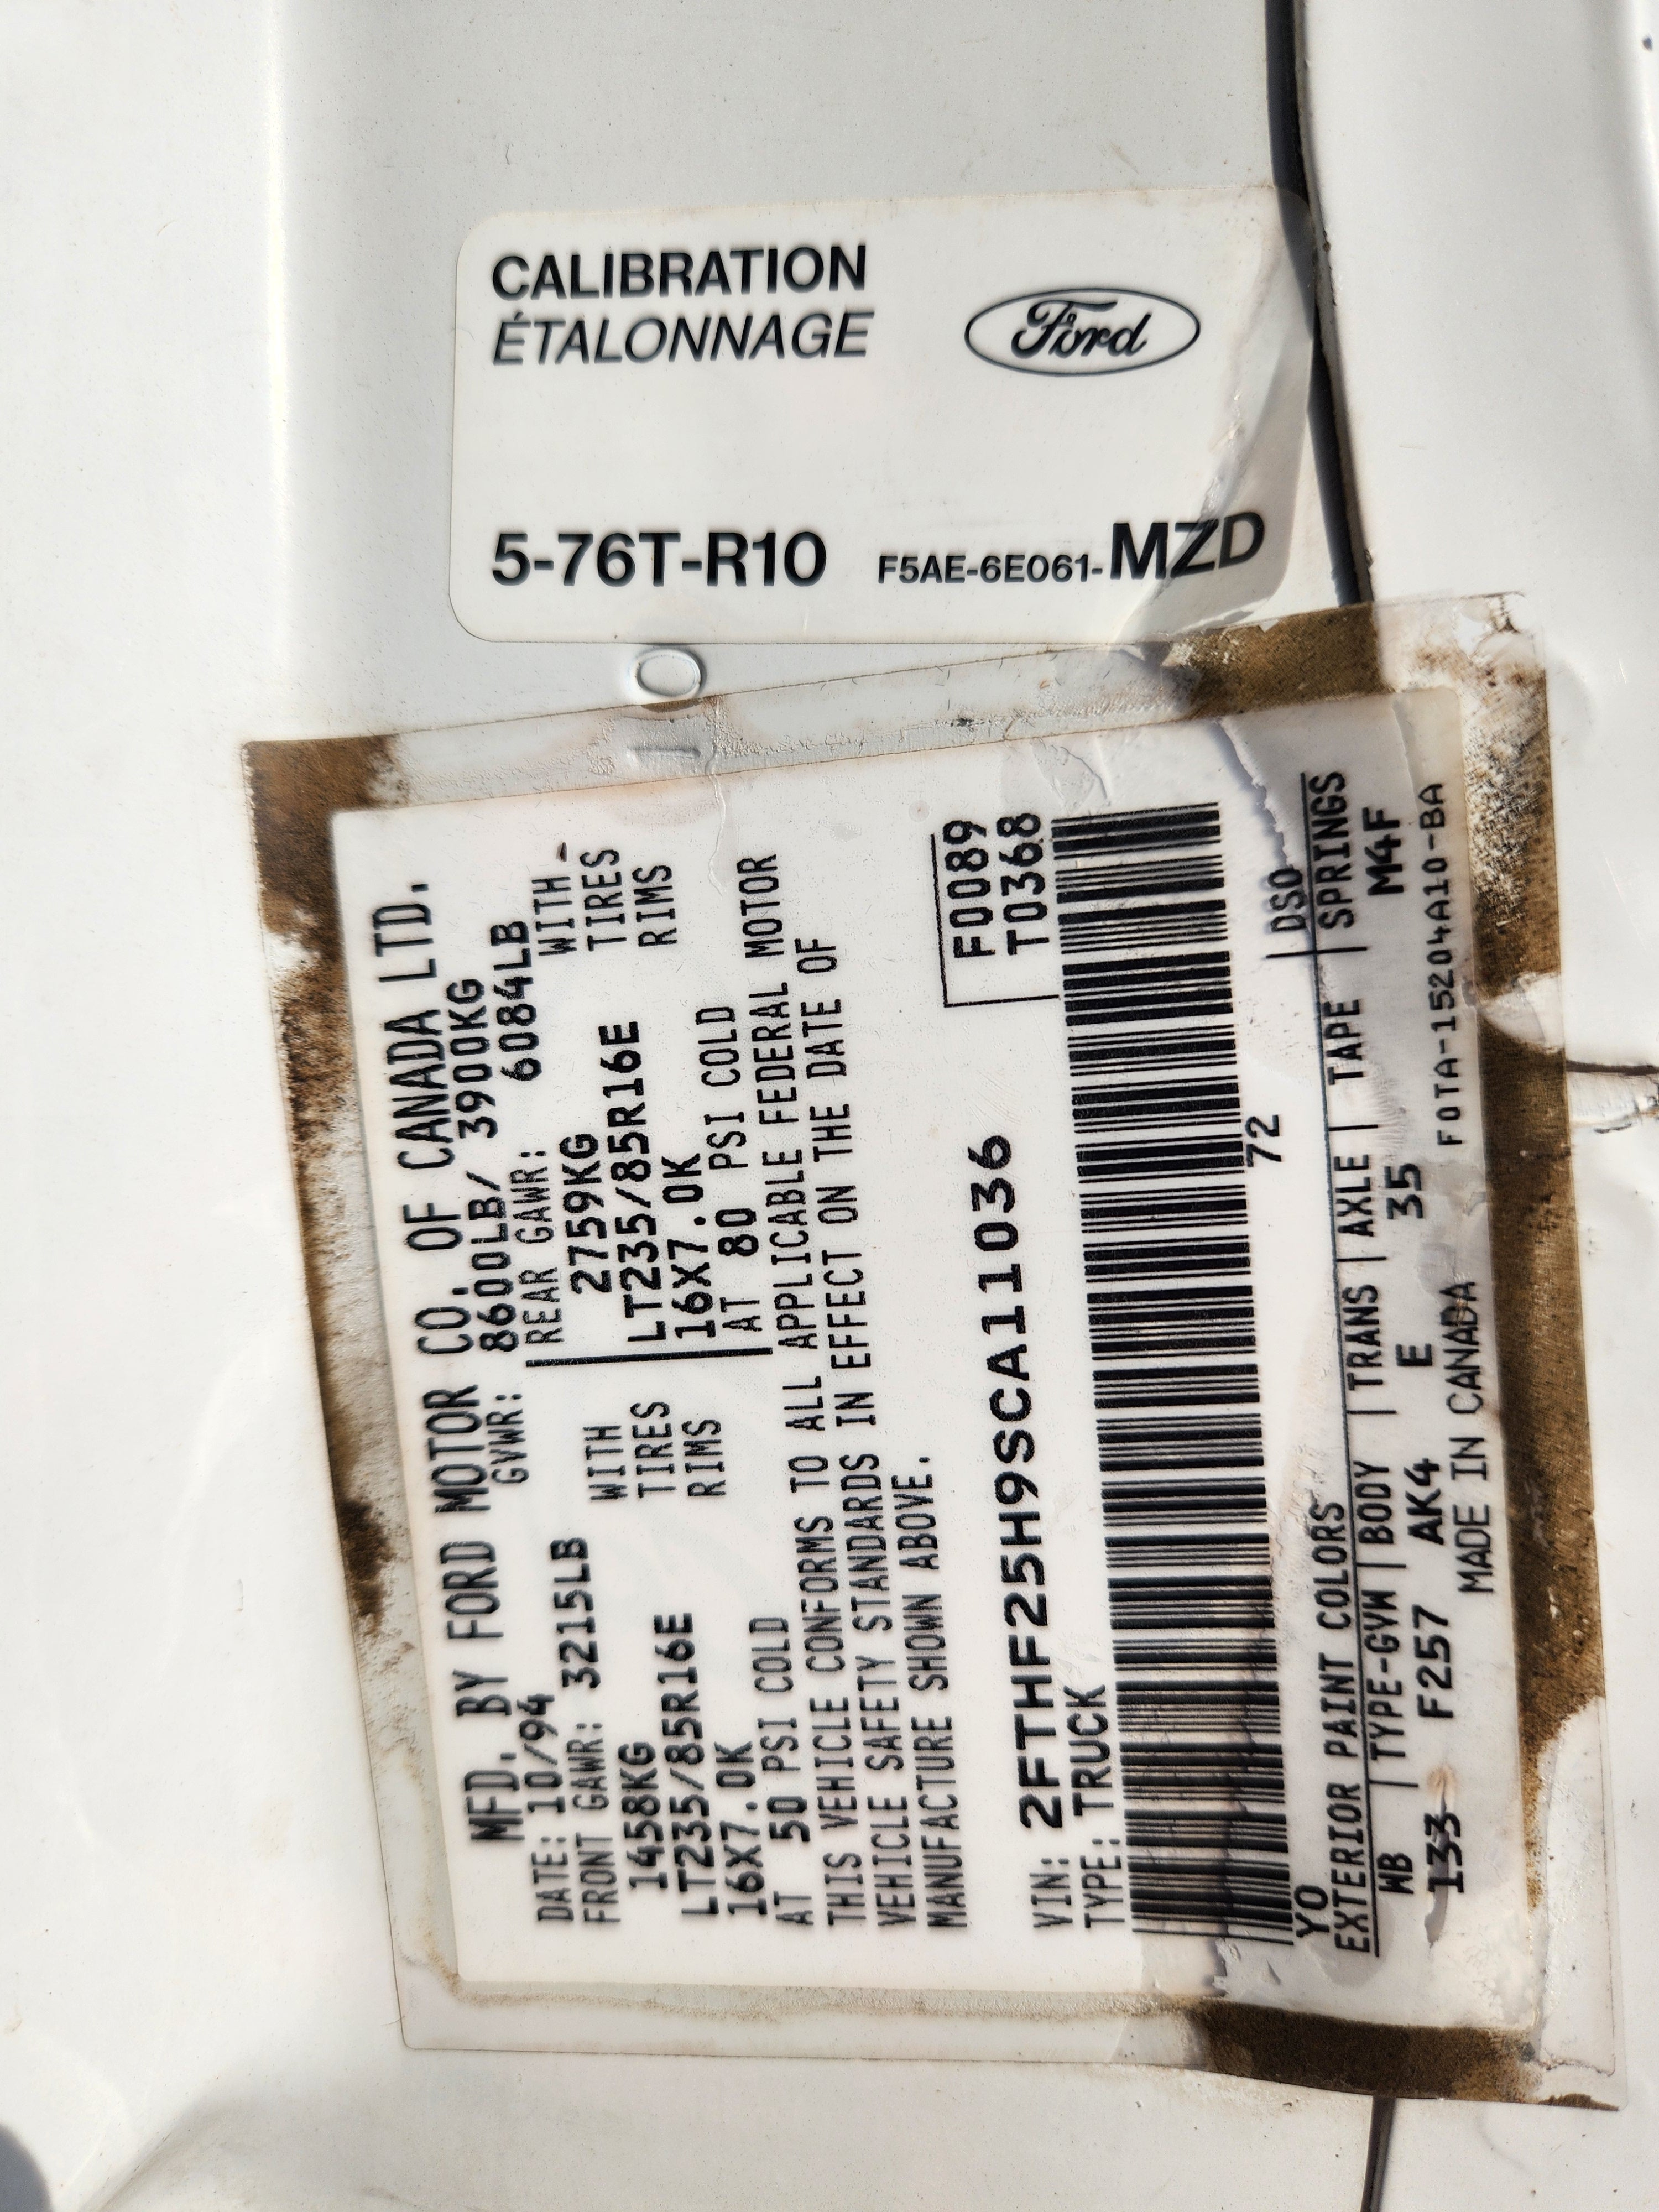 CALIBRATION
ÉTALONNAGE
Ford
5-76T-R10 F5AE-6E061-MZD
MFD. BY FORD MOTOR CO. OF CANADA LTD.
DATE: 10/94 GVWR: 8600LB/ 3900KG
FRONT GAWR: 3215LB REAR GAWR: 6084LB
1458KG WITH 2759KG WITH
LT235/85R16E TIRES LT235/85R16E TIRES
16X7.0K RIMS 16X7.0K RIMS
AT 50 PSI COLD AT 80 PSI COLD
THIS VEHICLE CONFORMS TO ALL APPLICABLE FEDERAL MOTOR
VEHICLE SAFETY STANDARDS IN EFFECT ON THE DATE OF
MANUFACTURE SHOWN ABOVE.
F0089
VIN: 2FTHF25H9SCA11036 T0368
TYPE: TRUCK
YO 72
EXTERIOR PAINT COLORS DSO
WB TYPE-GVW BODY TRANS AXLE TAPE SPRINGS
133 F257 AK4 E 35 M4F
MADE IN CANADA F0TA-15204A10-BA